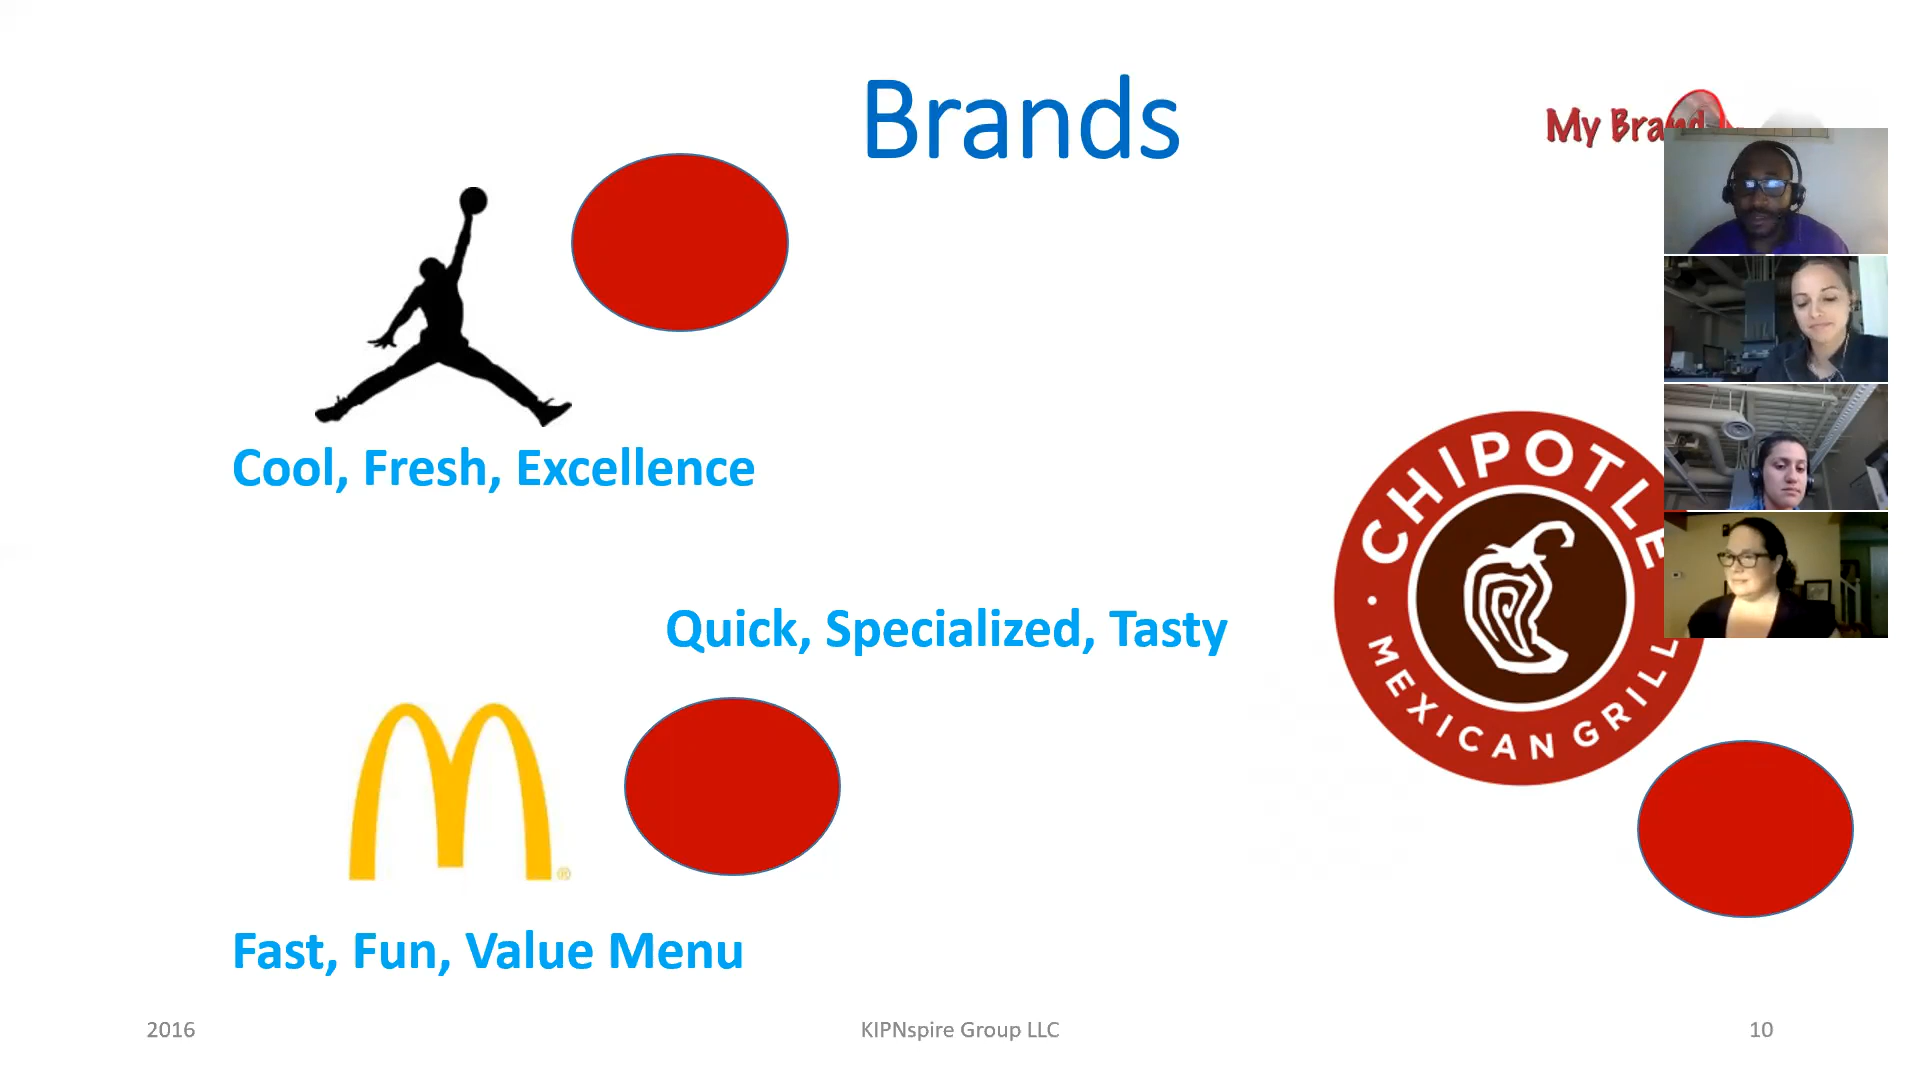 Brands
My Brand
Cool, Fresh, Excellence
CHIPOTLE
MEXICAN GRILL
Quick, Specialized, Tasty
M
®
Fast, Fun, Value Menu
2016
KIPNspire Group LLC
10